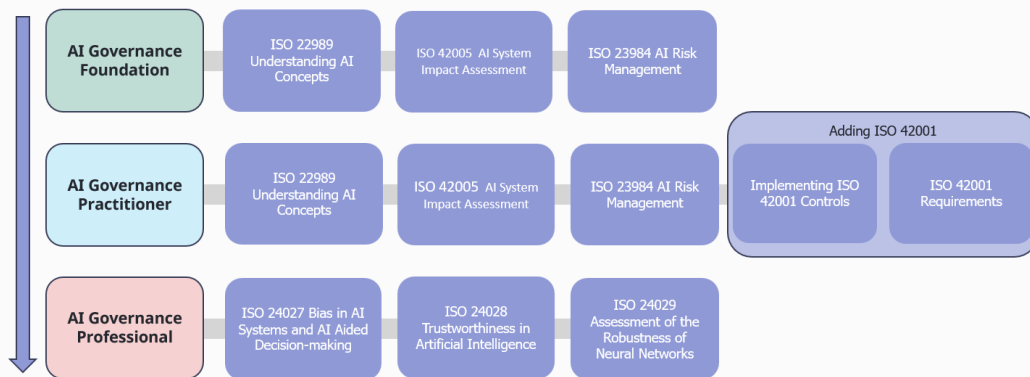 AI Governance
Foundation
ISO 22989
Understanding AI
Concepts
ISO 42005 AI System
Impact Assessment
ISO 23984 AI Risk
Management
Adding ISO 42001
AI Governance
Practitioner
ISO 22989
Understanding AI
Concepts
ISO 42005 AI System
Impact Assessment
ISO 23984 AI Risk
Management
Implementing ISO
42001 Controls
ISO 42001
Requirements
AI Governance
Professional
ISO 24027 Bias in AI
Systems and AI Aided
Decision-making
ISO 24028
Trustworthiness in
Artificial Intelligence
ISO 24029
Assessment of the
Robustness of
Neural Networks